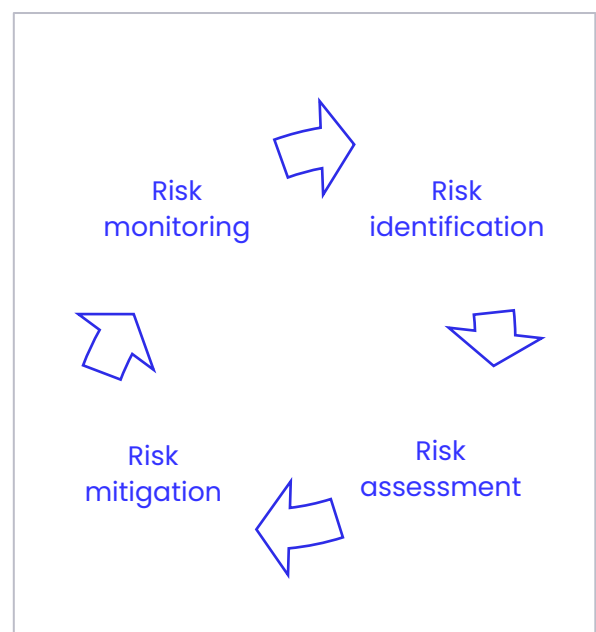 Risk
monitoring
Risk
identification
Risk
assessment
Risk
mitigation